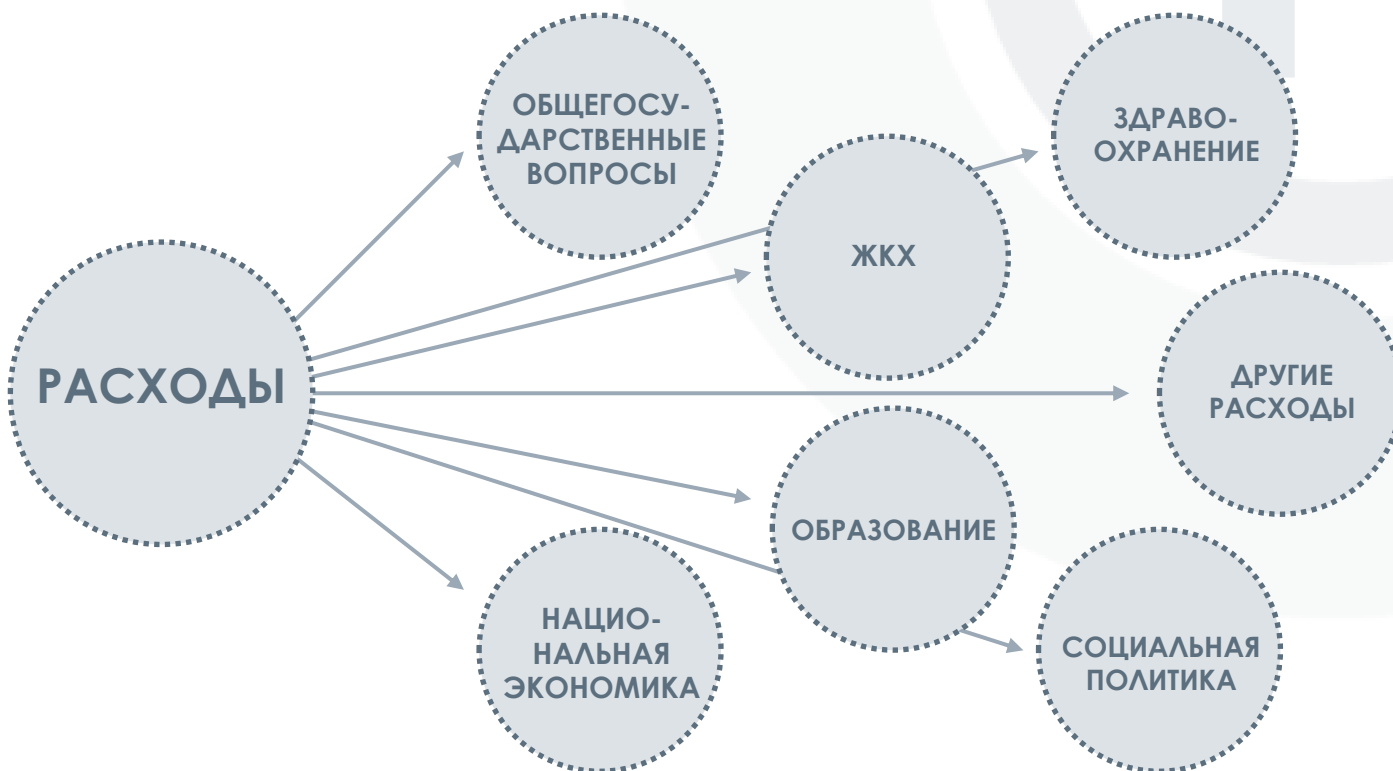 РАСХОДЫ
ОБЩЕГОСУ-
ДАРСТВЕННЫЕ
ВОПРОСЫ
ЗДРАВО-
ОХРАНЕНИЕ
ЖКХ
ДРУГИЕ
РАСХОДЫ
ОБРАЗОВАНИЕ
НАЦИО-
НАЛЬНАЯ
ЭКОНОМИКА
СОЦИАЛЬНАЯ
ПОЛИТИКА